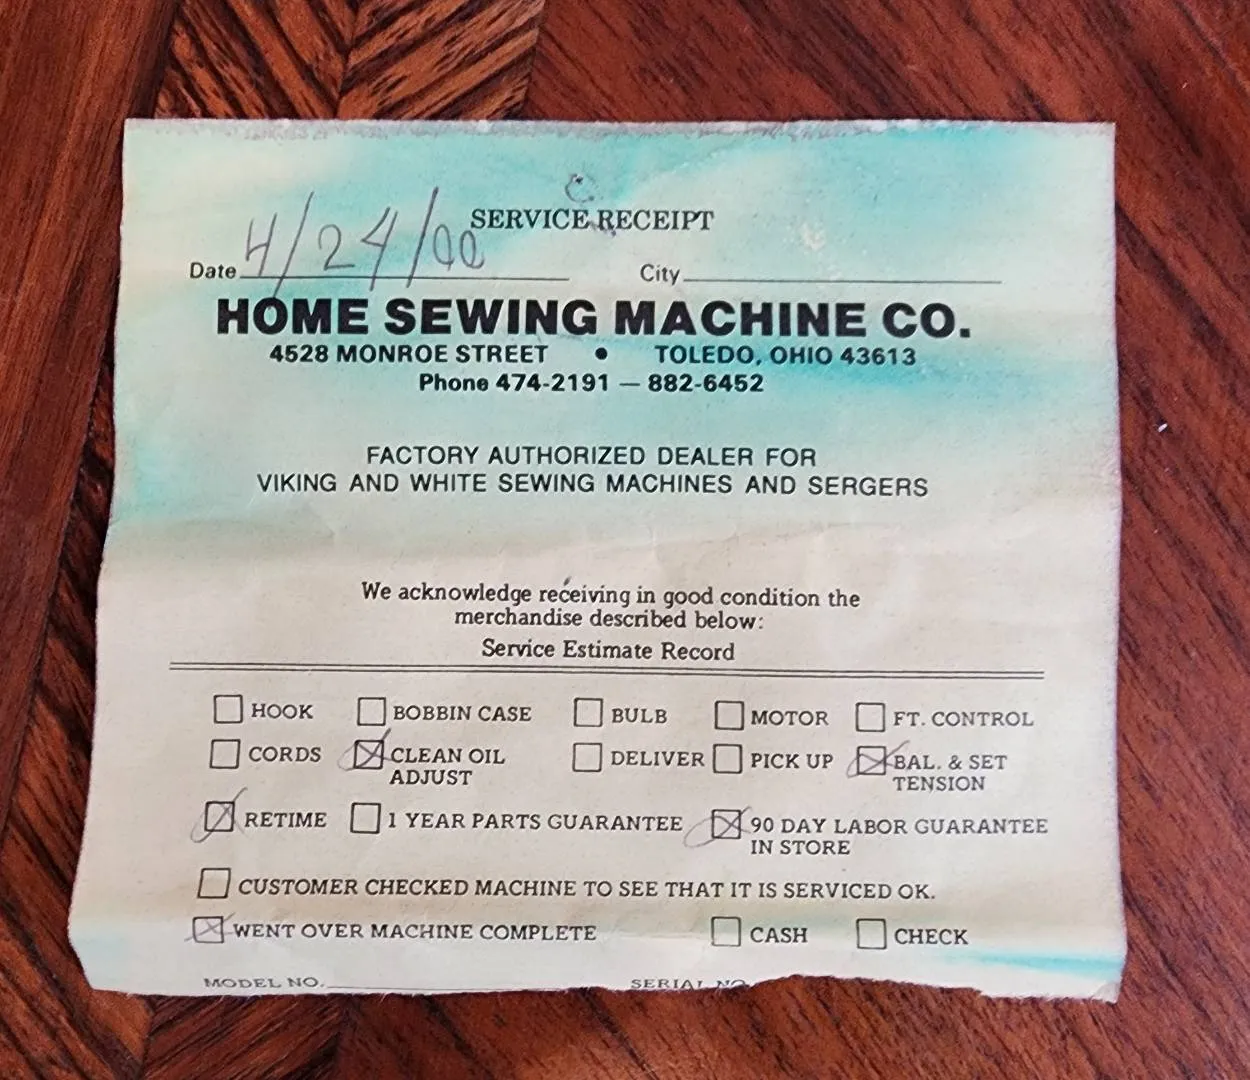 SERVICE RECEIPT
Date 4/24/00 City
HOME SEWING MACHINE CO.
4528 MONROE STREET • TOLEDO, OHIO 43613
Phone 474-2191 — 882-6452
FACTORY AUTHORIZED DEALER FOR
VIKING AND WHITE SEWING MACHINES AND SERGERS
We acknowledge receiving in good condition the
merchandise described below:
Service Estimate Record
HOOK BOBBIN CASE BULB MOTOR FT. CONTROL
CORDS CLEAN OIL DELIVER PICK UP BAL. & SET
ADJUST TENSION
RETIME 1 YEAR PARTS GUARANTEE 90 DAY LABOR GUARANTEE
IN STORE
CUSTOMER CHECKED MACHINE TO SEE THAT IT IS SERVICED OK.
WENT OVER MACHINE COMPLETE CASH CHECK
MODEL NO. SERIAL NO.